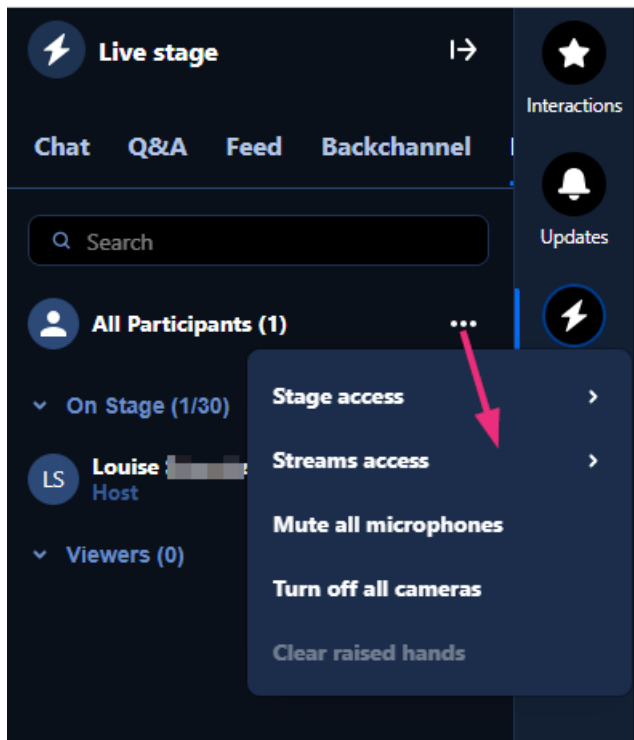 Live stage
Interactions
Chat Q&A Feed Backchannel
Search
Updates
All Participants (1)
On Stage (1/30)
LS
Louise
Host
Viewers (0)
Stage access
Streams access
Mute all microphones
Turn off all cameras
Clear raised hands